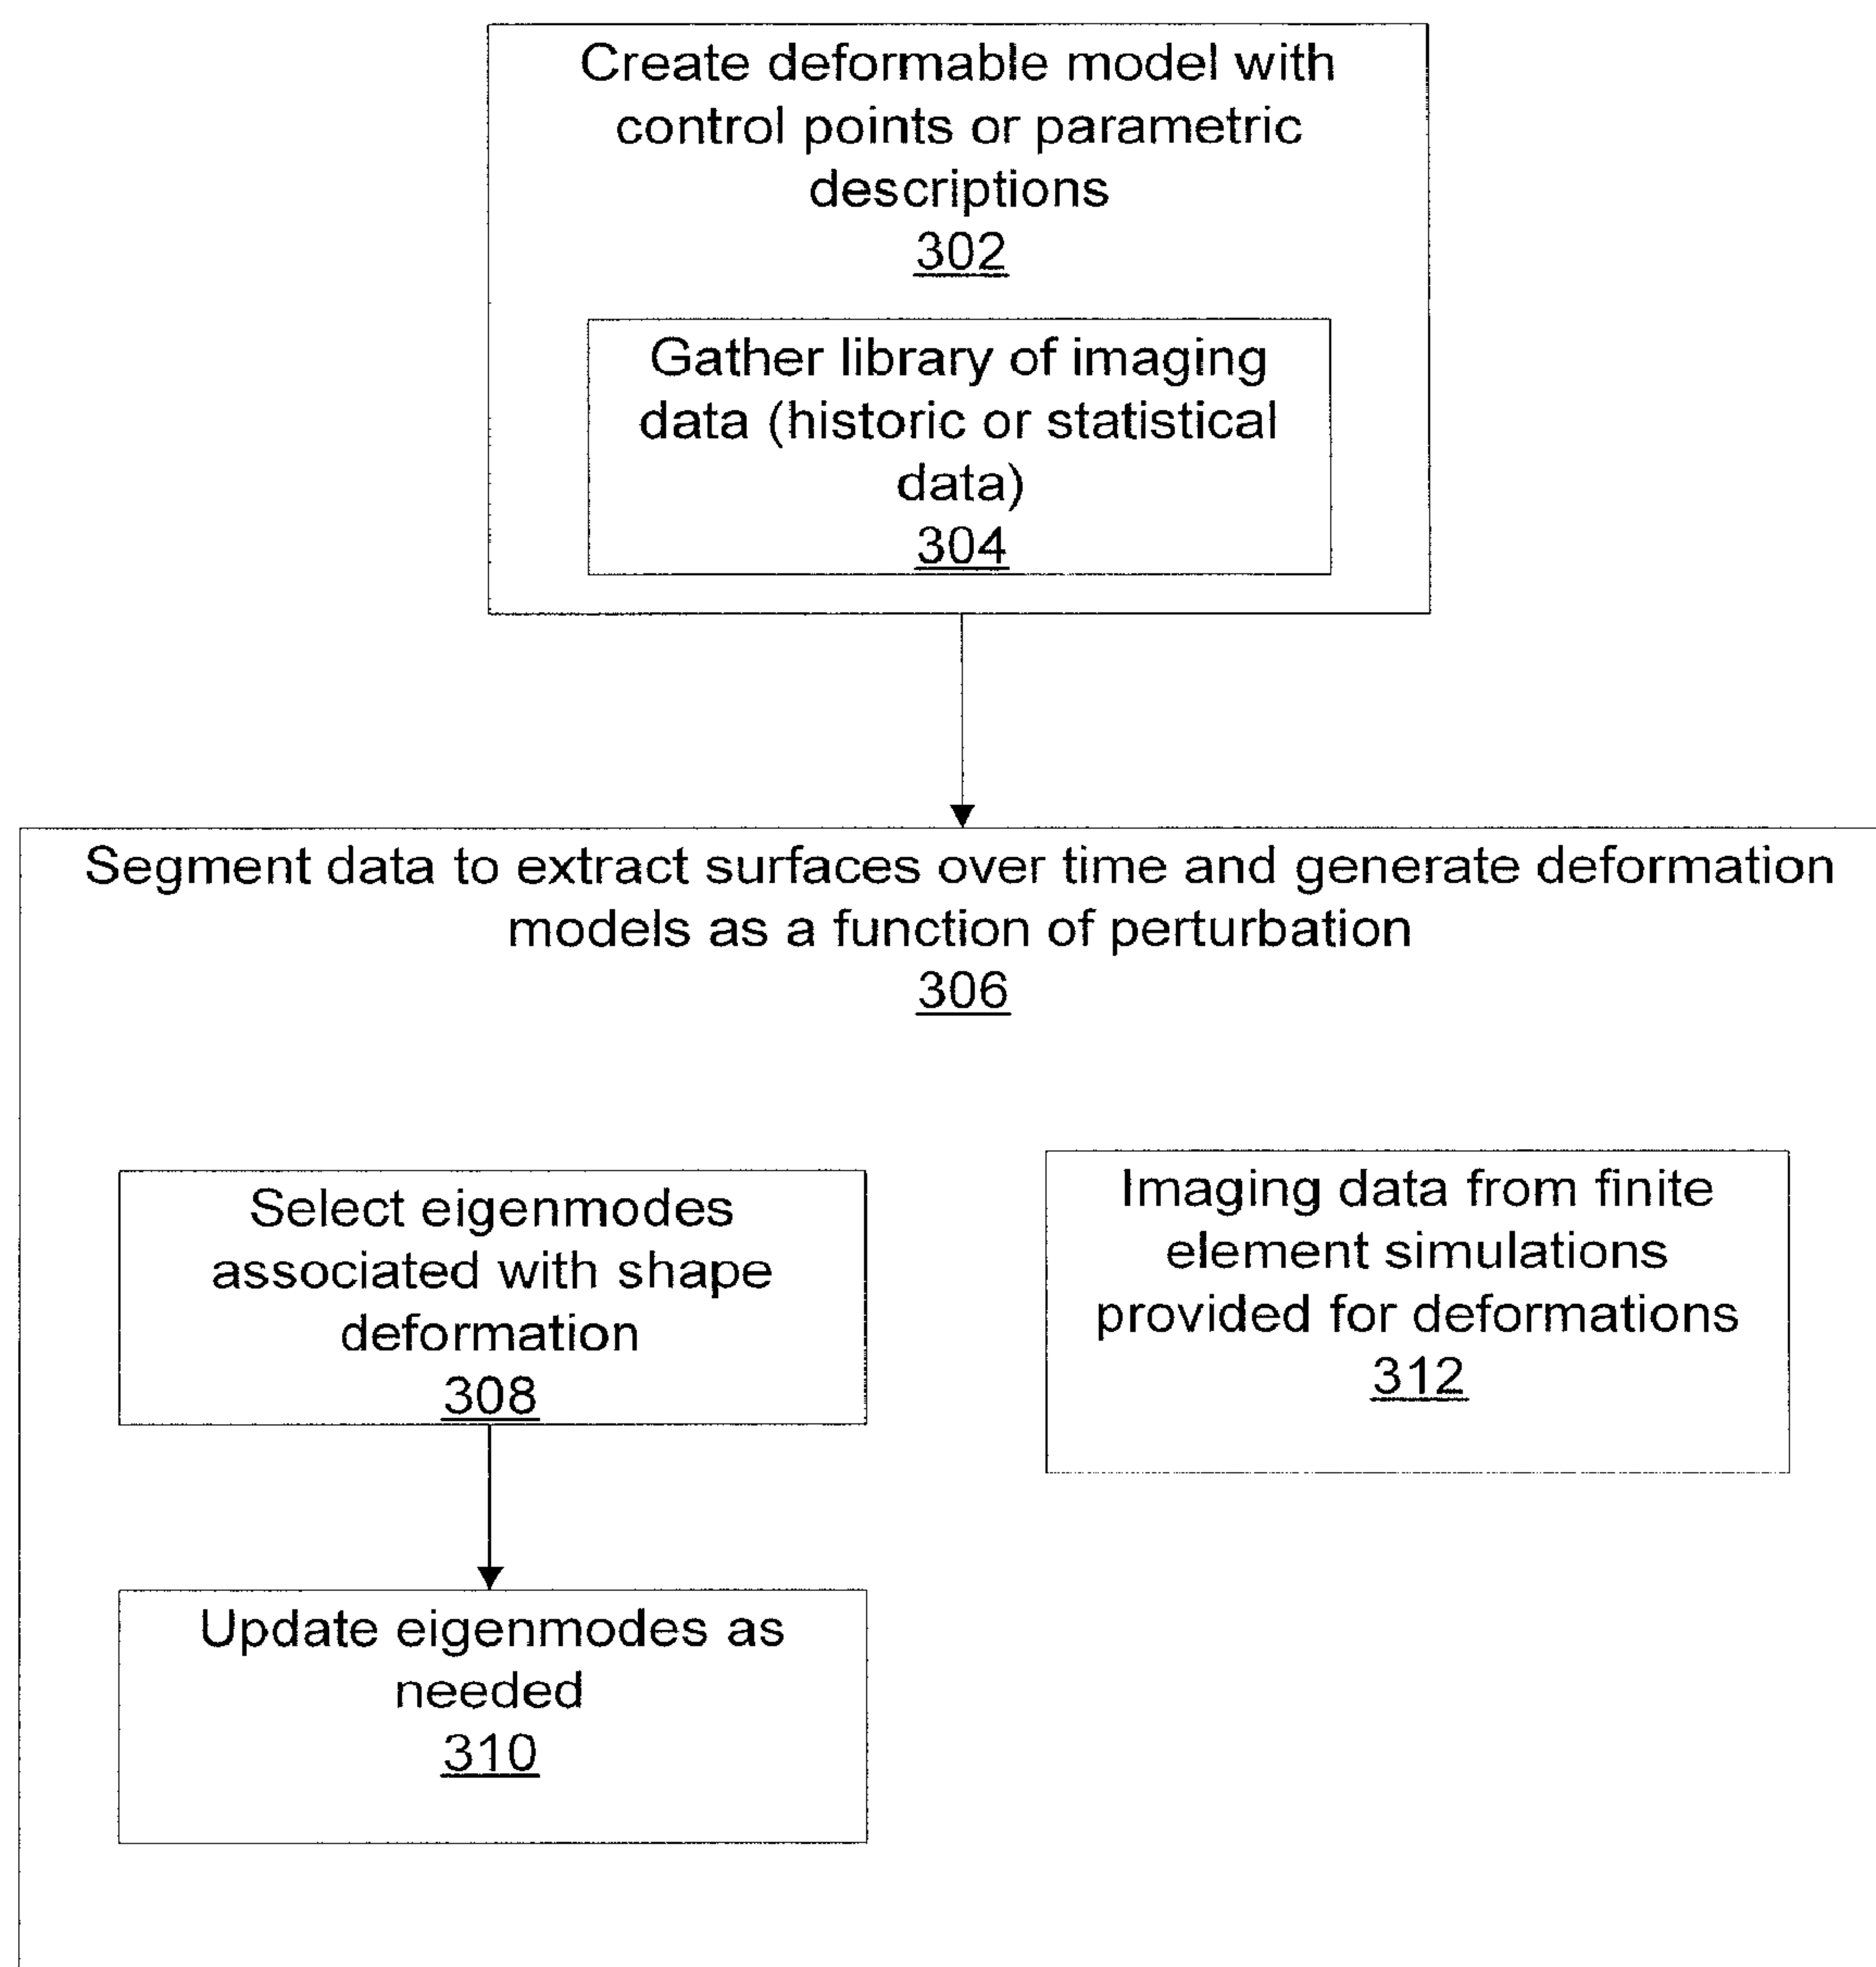 Create deformable model with
control points or parametric
descriptions
302
Gather library of imaging
data (historic or statistical
data)
304
Segment data to extract surfaces over time and generate deformation
models as a function of perturbation
306
Select eigenmodes
associated with shape
deformation
308
Update eigenmodes as
needed
310
Imaging data from finite
element simulations
provided for deformations
312